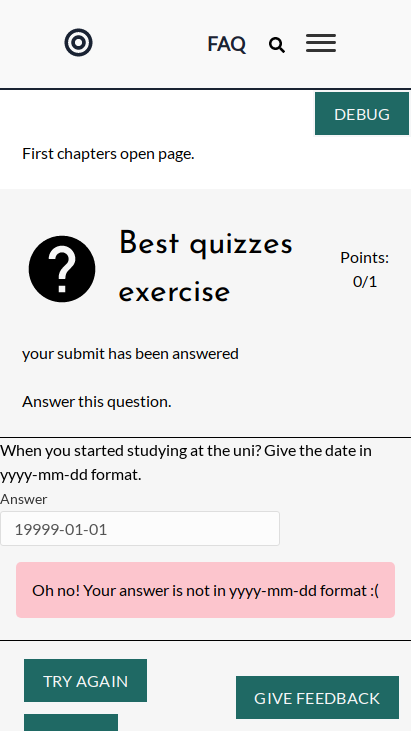 FAQ
DEBUG
First chapters open page.
Best quizzes
exercise
Points:
0/1
your submit has been answered
Answer this question.
When you started studying at the uni? Give the date in
yyyy-mm-dd format.
Answer
19999-01-01
Oh no! Your answer is not in yyyy-mm-dd format :(
TRY AGAIN
GIVE FEEDBACK